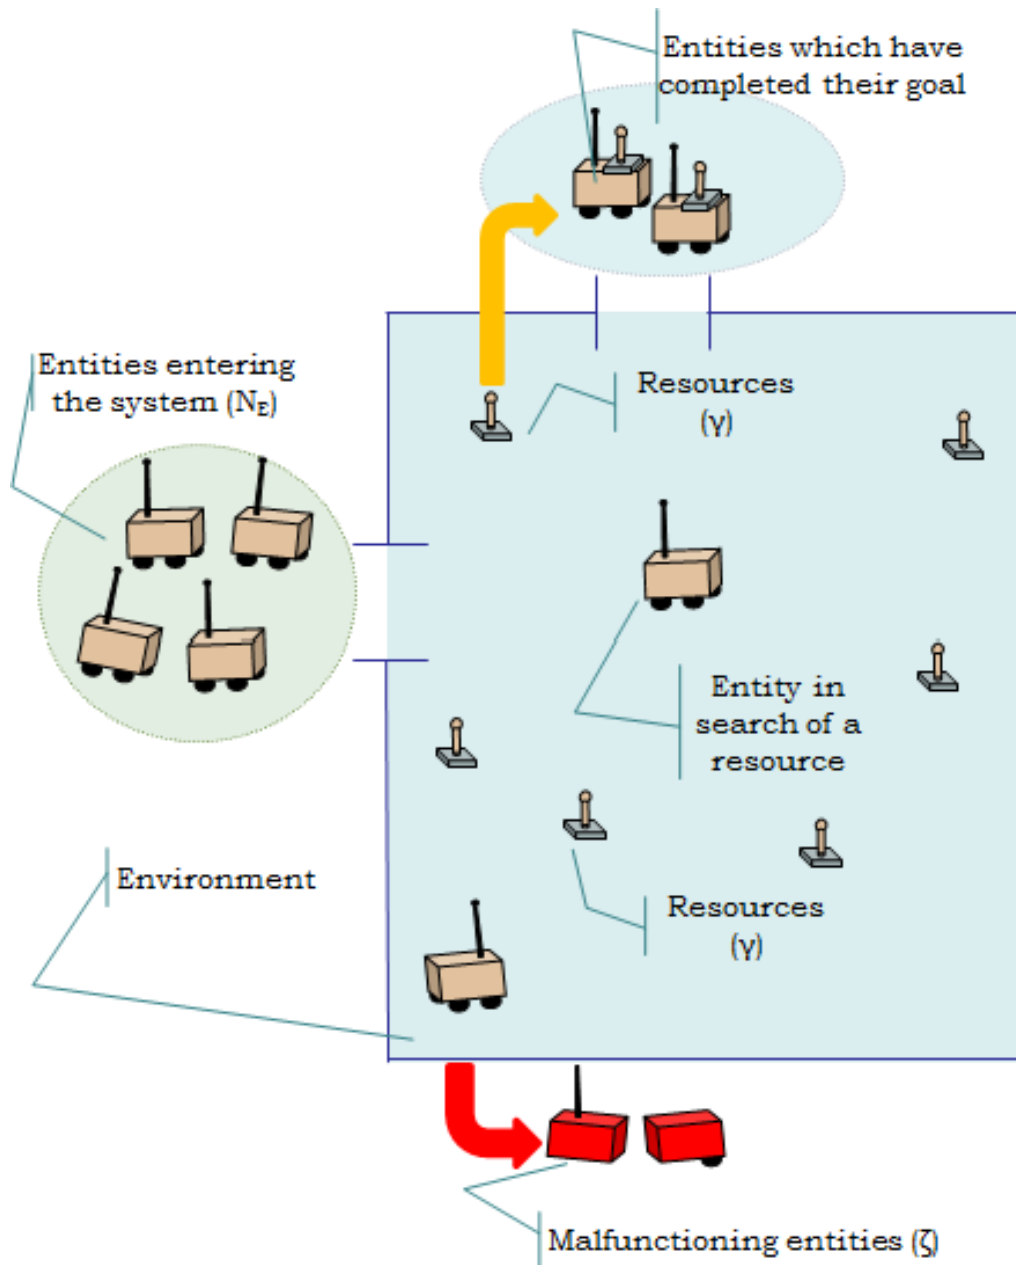 Entities which have
completed their goal
Entities entering
the system (N_E)
Resources
(γ)
Entity in
search of a
resource
Environment
Resources
(γ)
Malfunctioning entities (ζ)